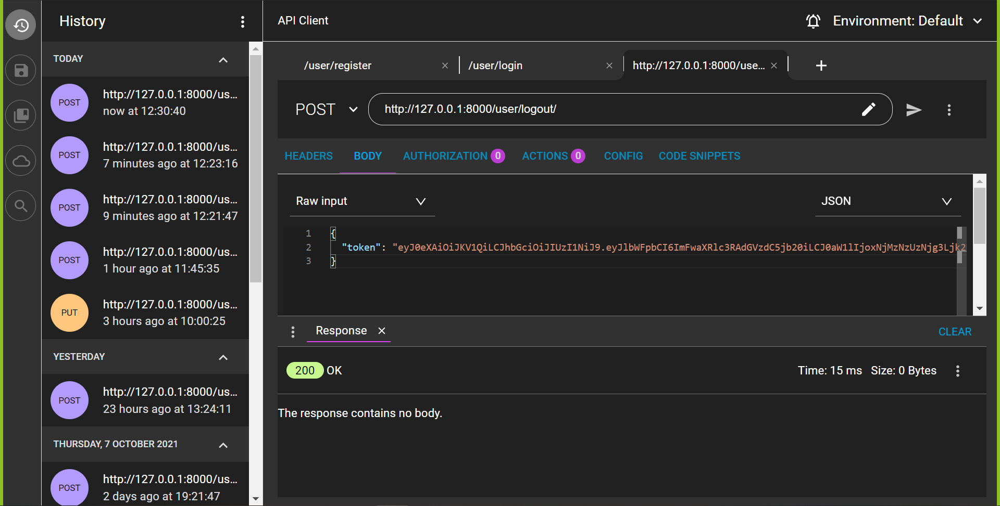 History
API Client
Environment: Default
TODAY
POST
http://127.0.0.1:8000/us...
now at 12:30:40
POST
http://127.0.0.1:8000/us...
7 minutes ago at 12:23:16
POST
http://127.0.0.1:8000/us...
9 minutes ago at 12:21:47
POST
http://127.0.0.1:8000/us...
1 hour ago at 11:45:35
PUT
http://127.0.0.1:8000/us...
3 hours ago at 10:00:25
YESTERDAY
POST
http://127.0.0.1:8000/us...
23 hours ago at 13:24:11
THURSDAY, 7 OCTOBER 2021
POST
http://127.0.0.1:8000/us...
2 days ago at 19:21:47
/user/register
/user/login
http://127.0.0.1:8000/use...
POST
http://127.0.0.1:8000/user/logout/
HEADERS BODY AUTHORIZATION 0 ACTIONS 0 CONFIG CODE SNIPPETS
Raw input
JSON
1 {
2 "token": "eyJ0eXAiOiJKV1QiLCJhbGciOiJIUzI1NiJ9.eyJlbWFpbCI6ImFwaXRlc3RAdGVzdC5jb20iLCJ0aW1lIjoxNjMzNzUzNjg3Ljk2
3 }
Response
CLEAR
200 OK
Time: 15 ms Size: 0 Bytes
The response contains no body.